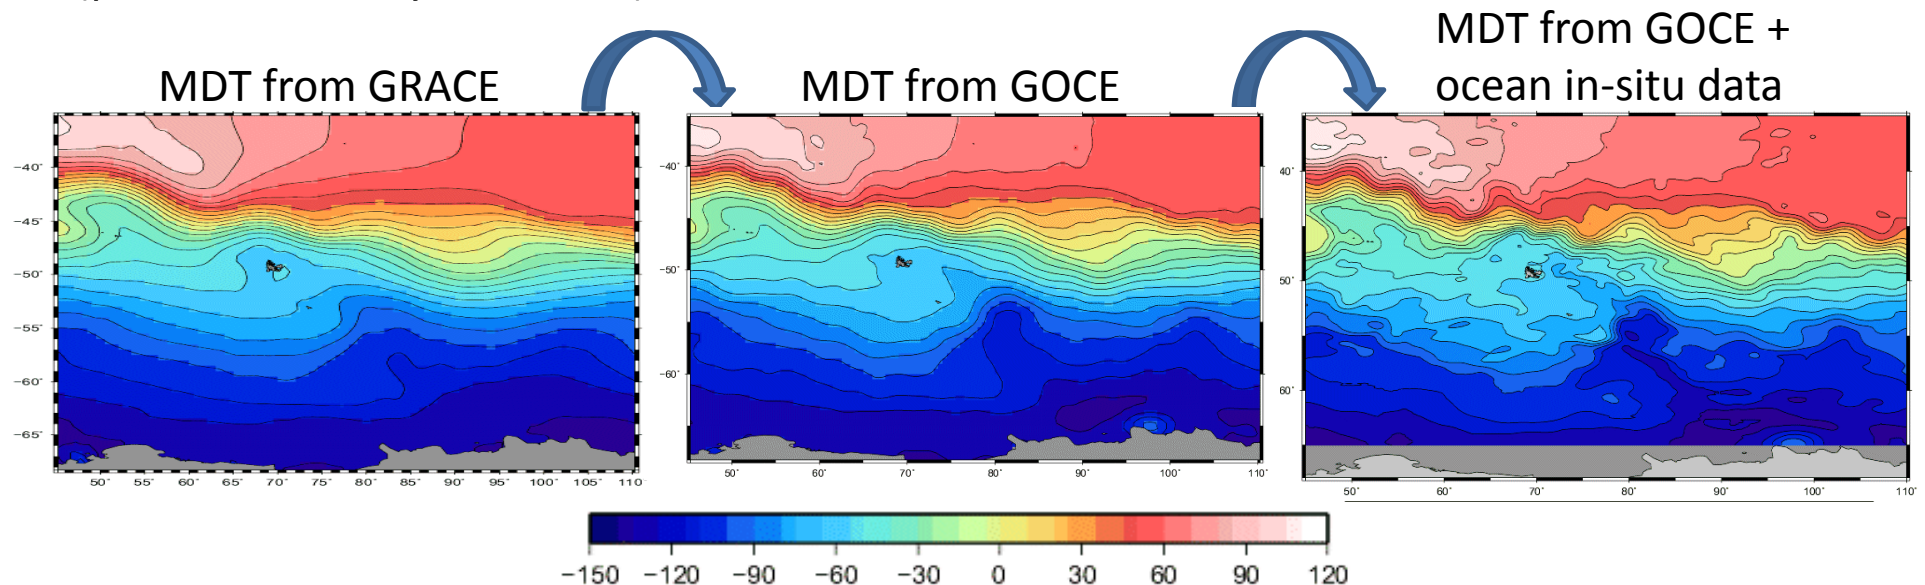 MDT from GRACE
MDT from GOCE
MDT from GOCE +
ocean in-situ data
−40°
−45°
−50°
−55°
−60°
−65°
50° 55° 60° 65° 70° 75° 80° 85° 90° 95° 100° 105° 110°
−40°
−50°
−60°
50° 60° 70° 80° 90° 100° 110°
40°
50°
60°
50° 60° 70° 80° 90° 100° 110°
−150 −120 −90 −60 −30 0 30 60 90 120